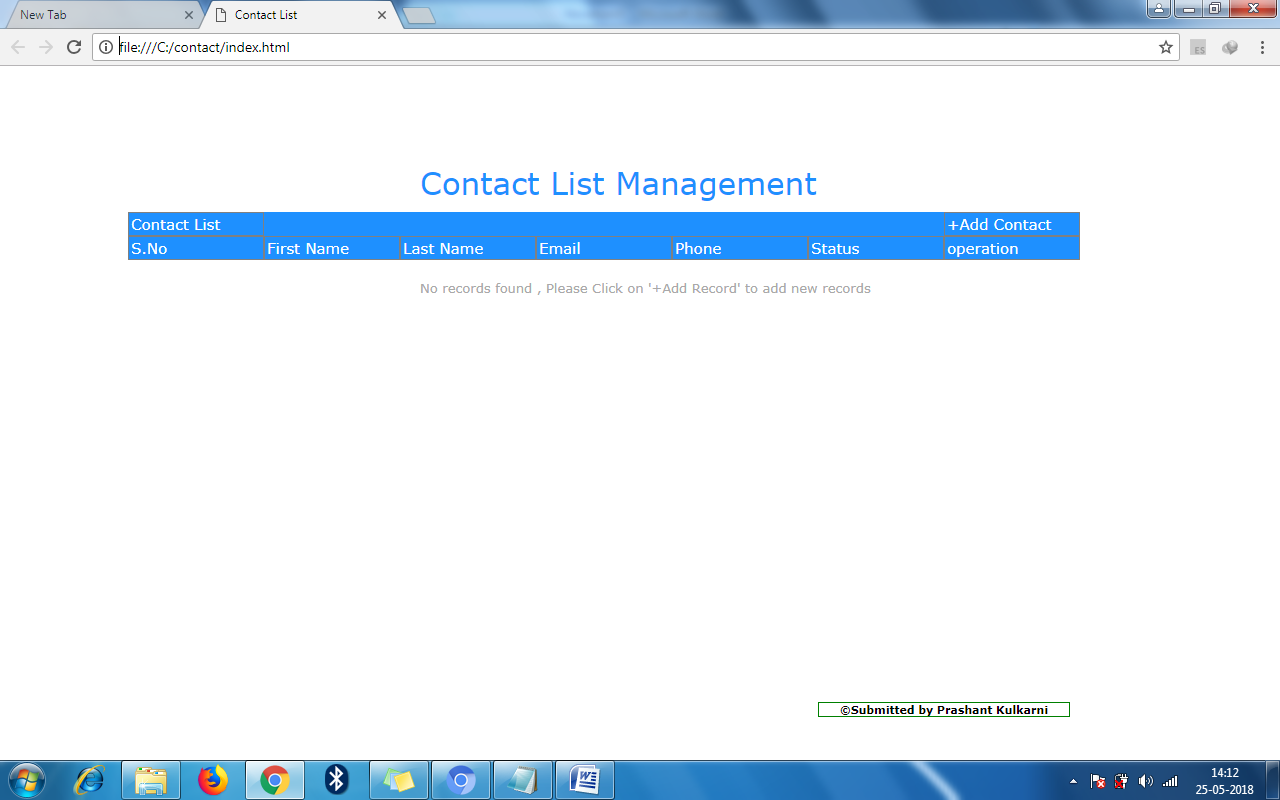 New Tab
Contact List
file:///C:/contact/index.html
ES
Contact List Management
Contact List +Add Contact
S.No First Name Last Name Email Phone Status operation
No records found , Please Click on '+Add Record' to add new records
©Submitted by Prashant Kulkarni
14:12
25-05-2018